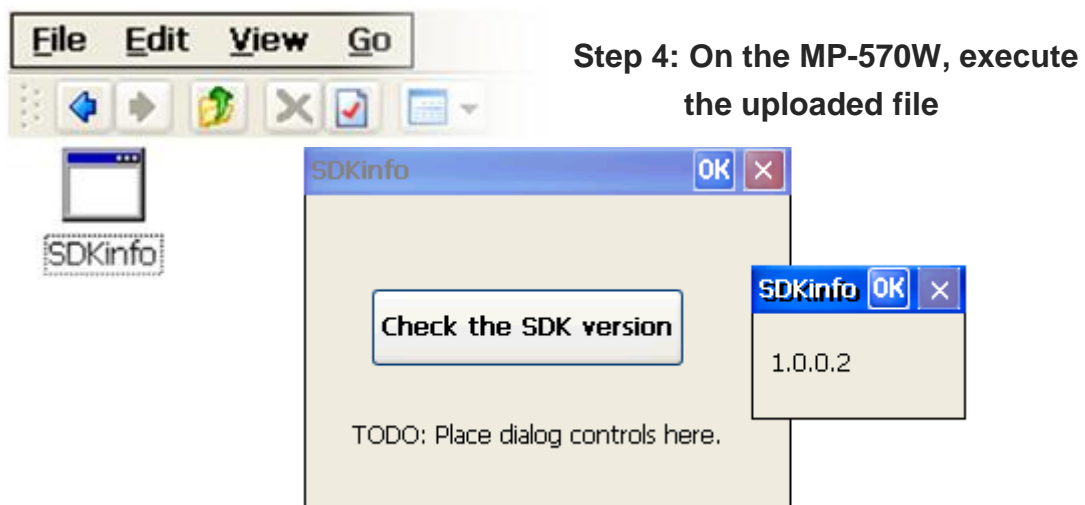 File Edit View Go
Step 4: On the MP-570W, execute
the uploaded file
SDKinfo
SDKinfo OK
Check the SDK version
TODO: Place dialog controls here.
SDKinfo OK
1.0.0.2